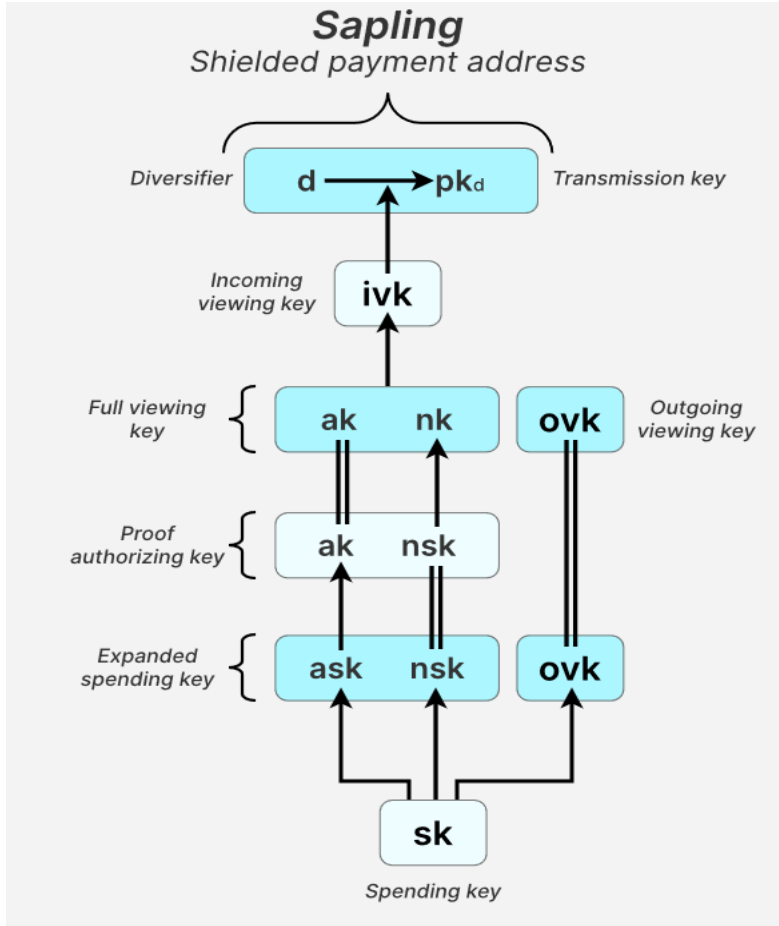 Sapling
Shielded payment address
Diversifier
d
pkd
Transmission key
Incoming
viewing key
ivk
Full viewing
key
ak
nk
ovk
Outgoing
viewing key
Proof
authorizing key
ak
nsk
Expanded
spending key
ask
nsk
ovk
sk
Spending key